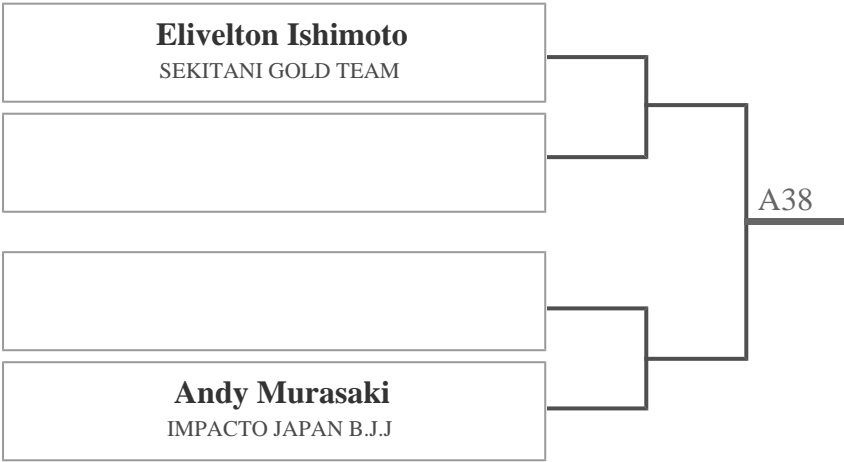 Elivelton Ishimoto
SEKITANI GOLD TEAM
A38
Andy Murasaki
IMPACTO JAPAN B.J.J